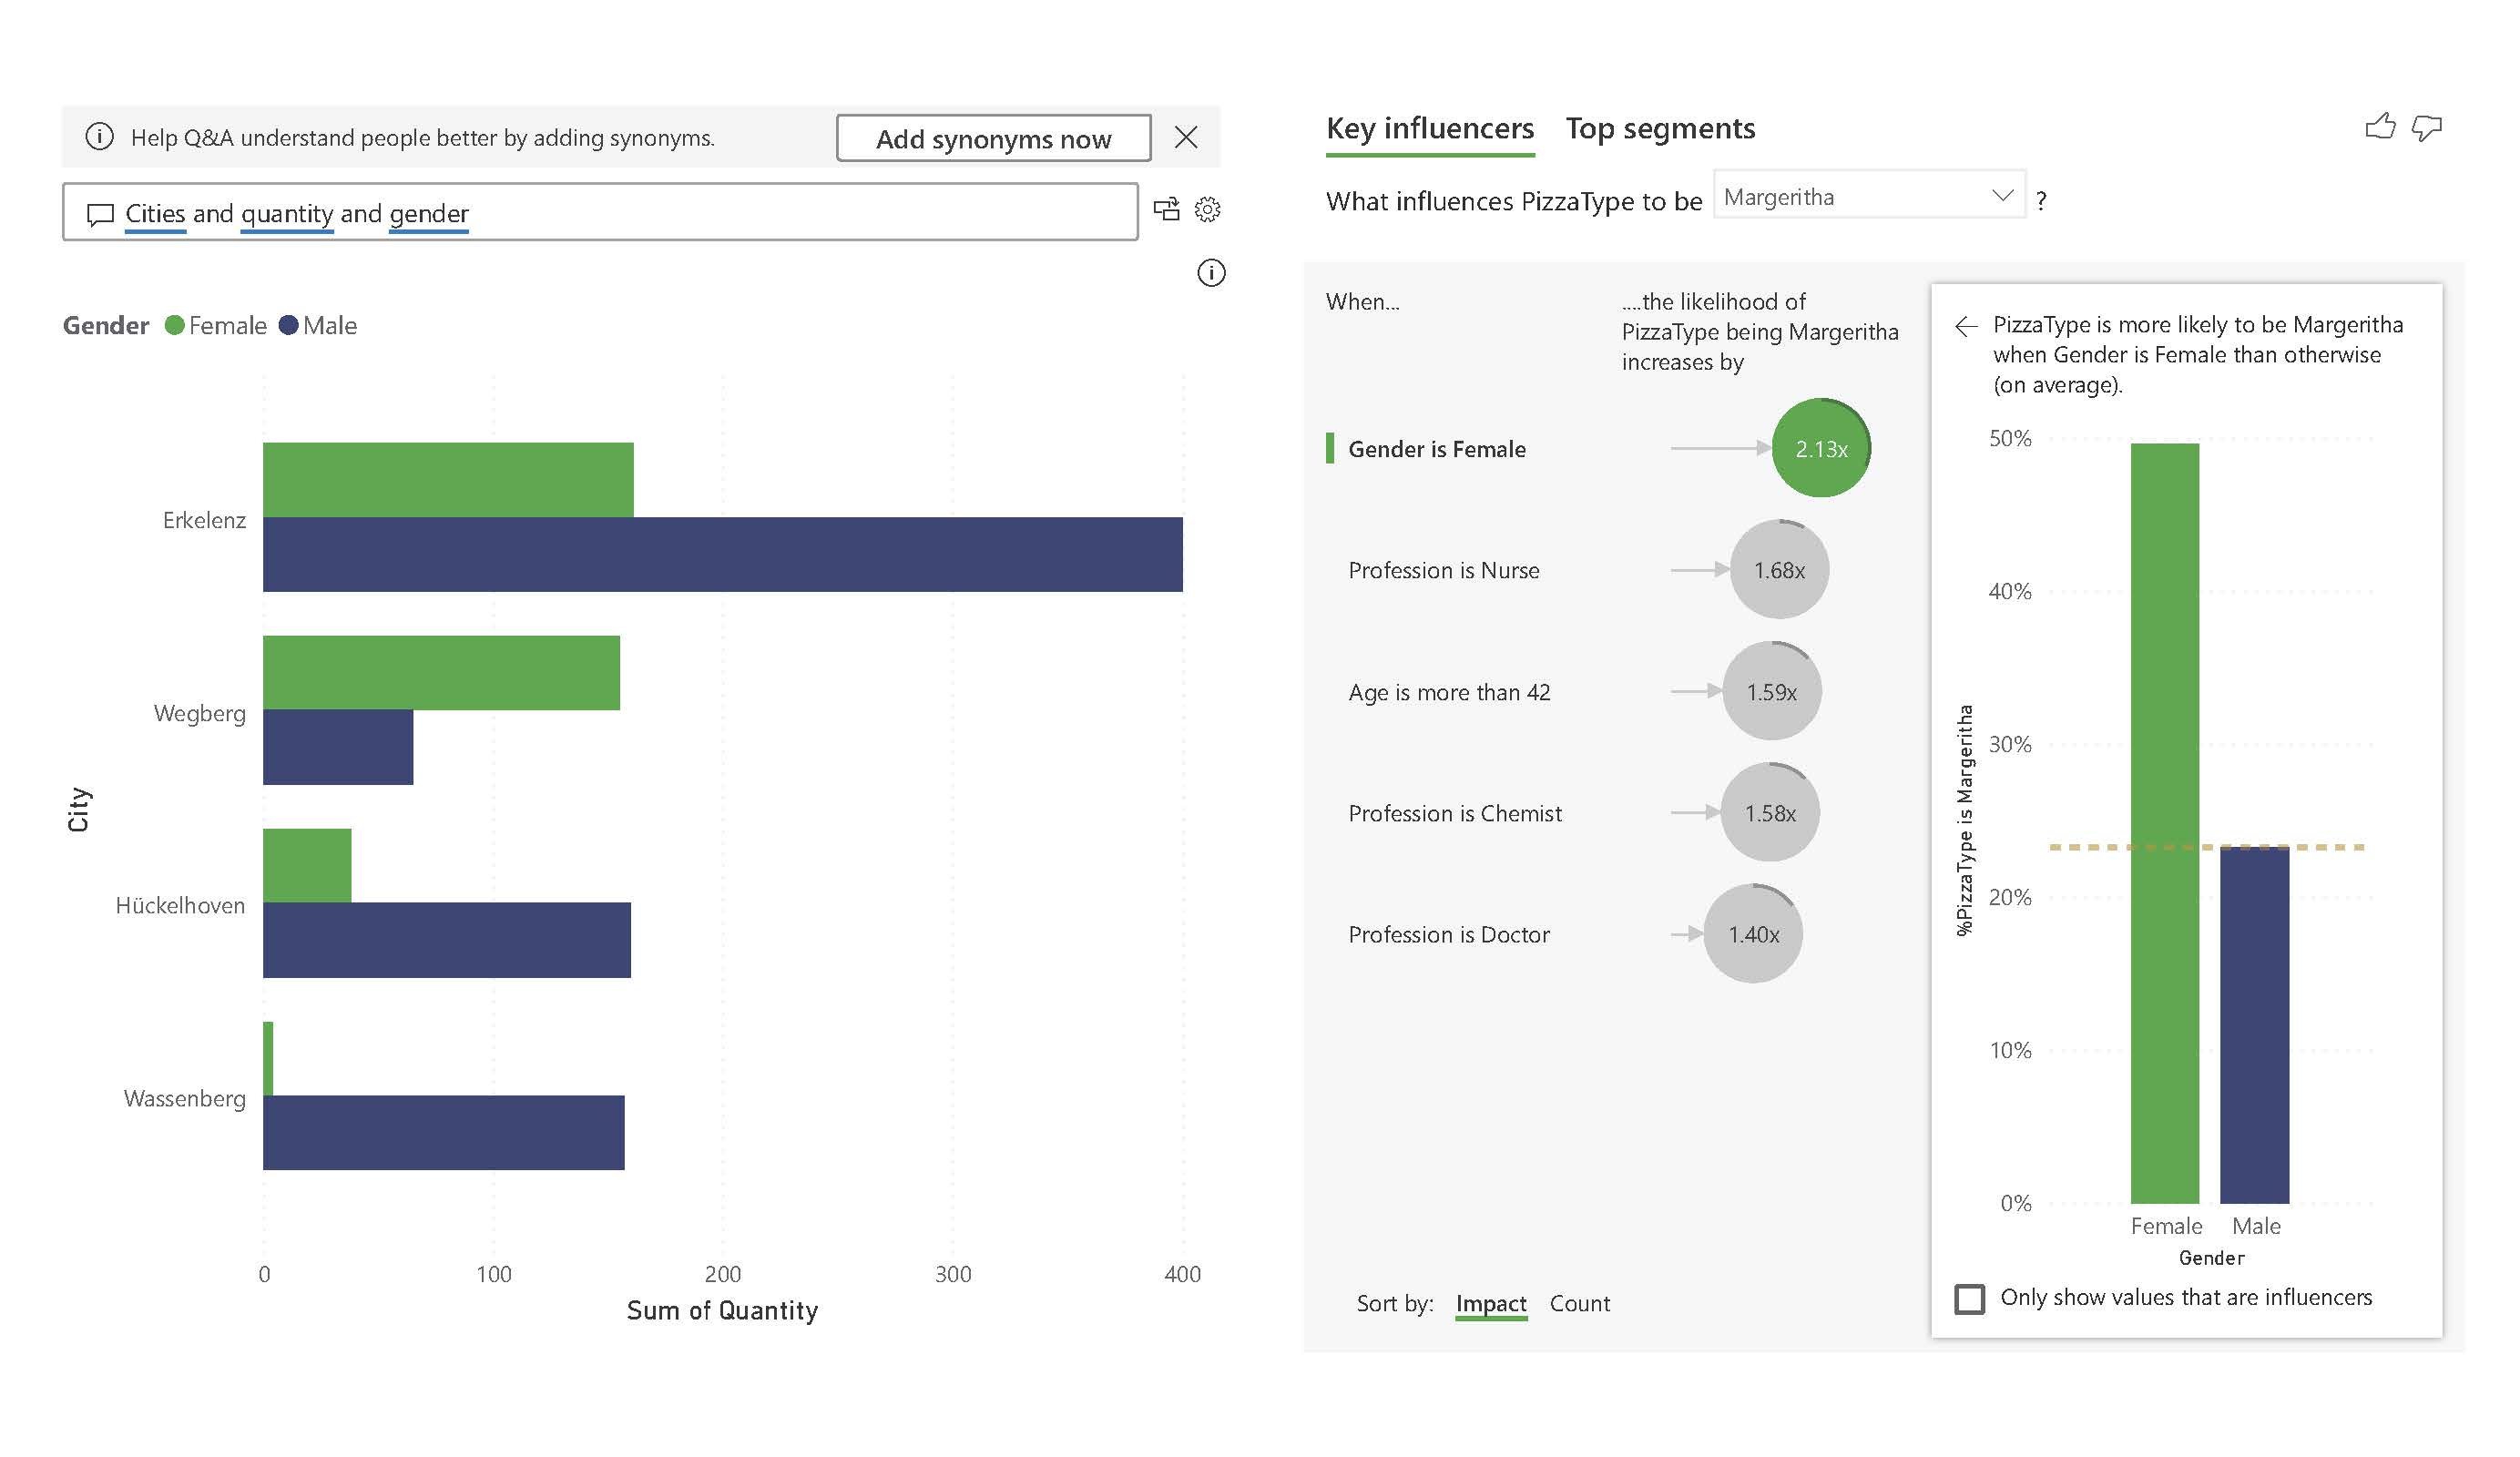 Help Q&A understand people better by adding synonyms.
Add synonyms now
Cities and quantity and gender
Gender Female Male
Erkelenz
Wegberg
Hückelhoven
Wassenberg
City
0 100 200 300 400
Sum of Quantity
Key influencers Top segments
What influences PizzaType to be Margeritha ?
When...
....the likelihood of
PizzaType being Margeritha
increases by
Gender is Female 2.13x
Profession is Nurse 1.68x
Age is more than 42 1.59x
Profession is Chemist 1.58x
Profession is Doctor 1.40x
Sort by: Impact Count
PizzaType is more likely to be Margeritha
when Gender is Female than otherwise
(on average).
50%
40%
30%
20%
10%
0%
%PizzaType is Margeritha
Female Male
Gender
Only show values that are influencers